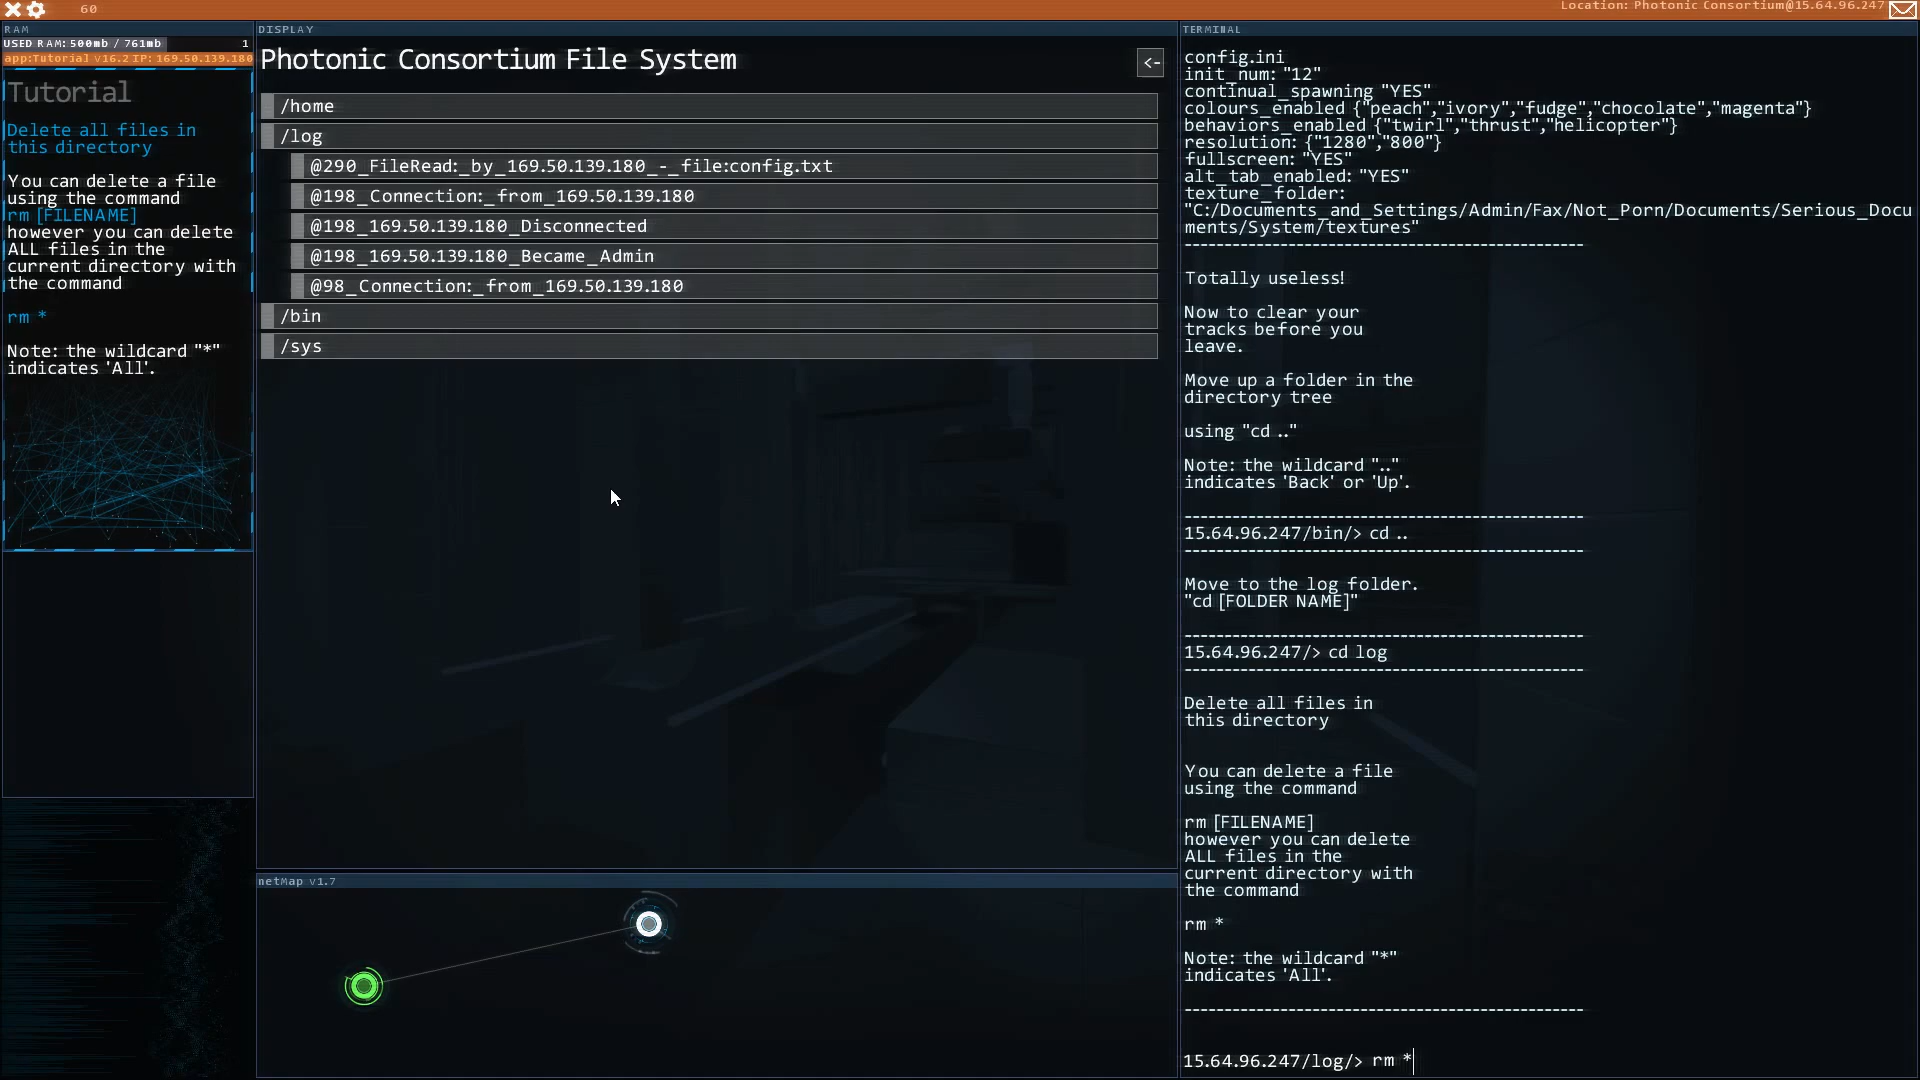 60
Location: Photonic Consortium@15.64.96.247
RAM
USED RAM: 500mb / 761mb 1
app:Tutorial v16.2 IP: 169.50.139.180
Tutorial
Delete all files in
this directory
You can delete a file
using the command
rm [FILENAME]
however you can delete
ALL files in the
current directory with
the command
rm *
Note: the wildcard "*"
indicates 'All'.
DISPLAY
Photonic Consortium File System
<-
/home
/log
@290_FileRead:_by_169.50.139.180_-_file:config.txt
@198_Connection:_from_169.50.139.180
@198_169.50.139.180_Disconnected
@198_169.50.139.180_Became_Admin
@98_Connection:_from_169.50.139.180
/bin
/sys
netMap v1.7
TERMINAL
config.ini
init_num: "12"
continual_spawning "YES"
colours_enabled {"peach","ivory","fudge","chocolate","magenta"}
behaviors_enabled {"twirl","thrust","helicopter"}
resolution: {"1280","800"}
fullscreen: "YES"
alt_tab_enabled: "YES"
texture_folder:
"C:/Documents_and_Settings/Admin/Fax/Not_Porn/Documents/Serious_Docu
ments/System/textures"
--------------------------------------------------
Totally useless!
Now to clear your
tracks before you
leave.
Move up a folder in the
directory tree
using "cd .."
Note: the wildcard ".."
indicates 'Back' or 'Up'.
--------------------------------------------------
15.64.96.247/bin/> cd ..
--------------------------------------------------
Move to the log folder.
"cd [FOLDER NAME]"
--------------------------------------------------
15.64.96.247/> cd log
--------------------------------------------------
Delete all files in
this directory
You can delete a file
using the command
rm [FILENAME]
however you can delete
ALL files in the
current directory with
the command
rm *
Note: the wildcard "*"
indicates 'All'.
--------------------------------------------------
15.64.96.247/log/> rm *